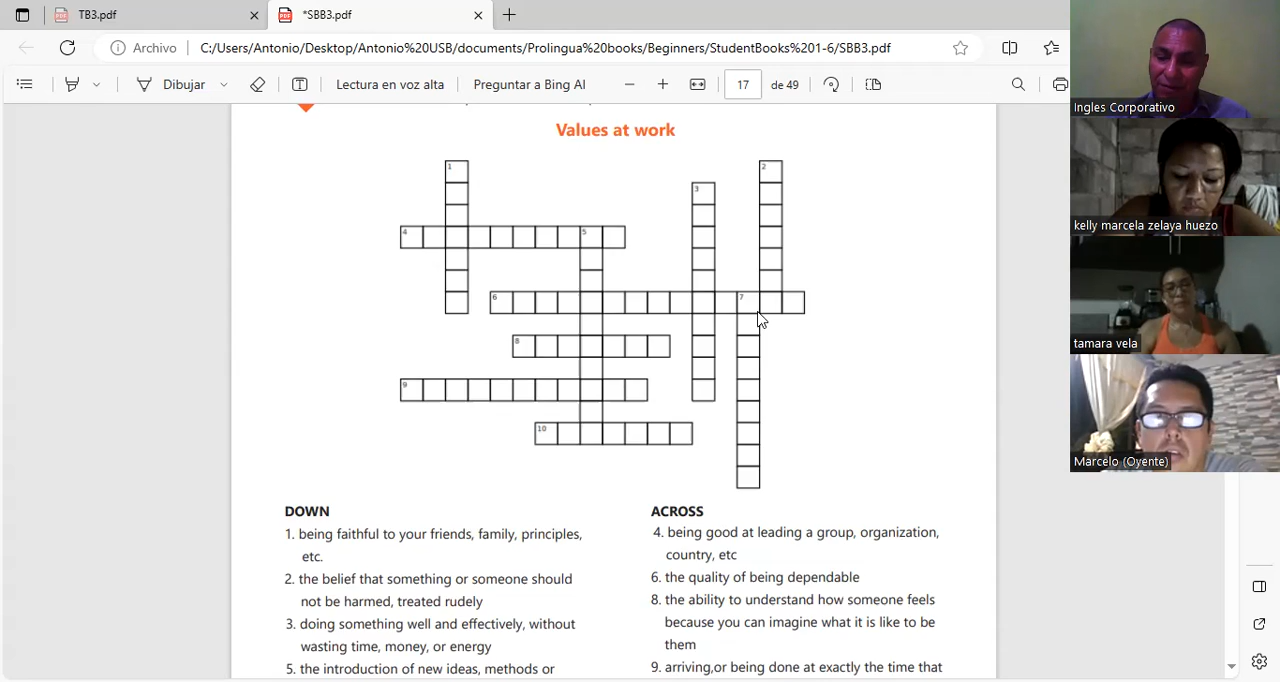 TB3.pdf
*SBB3.pdf
Archivo
C:/Users/Antonio/Desktop/Antonio%20USB/documents/Prolingua%20books/Beginners/StudentBooks%201-6/SBB3.pdf
Dibujar
Lectura en voz alta
Preguntar a Bing AI
17
de 49
Values at work
1
2
3
4
5
6
7
8
9
10
DOWN
1. being faithful to your friends, family, principles,
etc.
2. the belief that something or someone should
not be harmed, treated rudely
3. doing something well and effectively, without
wasting time, money, or energy
5. the introduction of new ideas, methods or
ACROSS
4. being good at leading a group, organization,
country, etc
6. the quality of being dependable
8. the ability to understand how someone feels
because you can imagine what it is like to be
them
9. arriving,or being done at exactly the time that
Ingles Corporativo
kelly marcela zelaya huezo
tamara vela
Marcelo (Oyente)